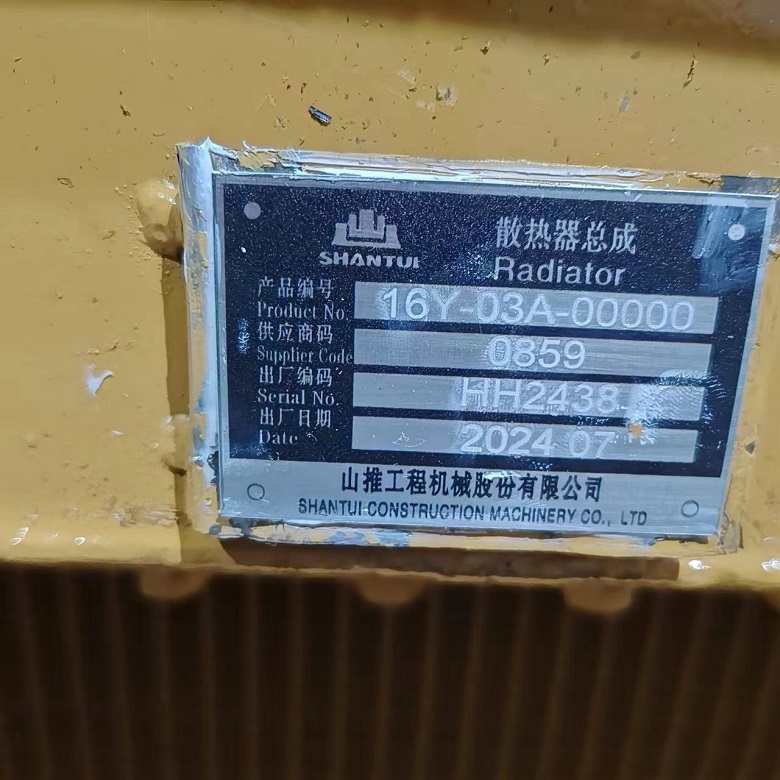 SHANTUI
散热器总成
Radiator
产品编号
Product No. 16Y-03A-00000
供应商码
Supplier Code 0859
出厂编码
Serial No. HH2438
出厂日期
Date 2024 07
山推工程机械股份有限公司
SHANTUI CONSTRUCTION MACHINERY CO., LTD